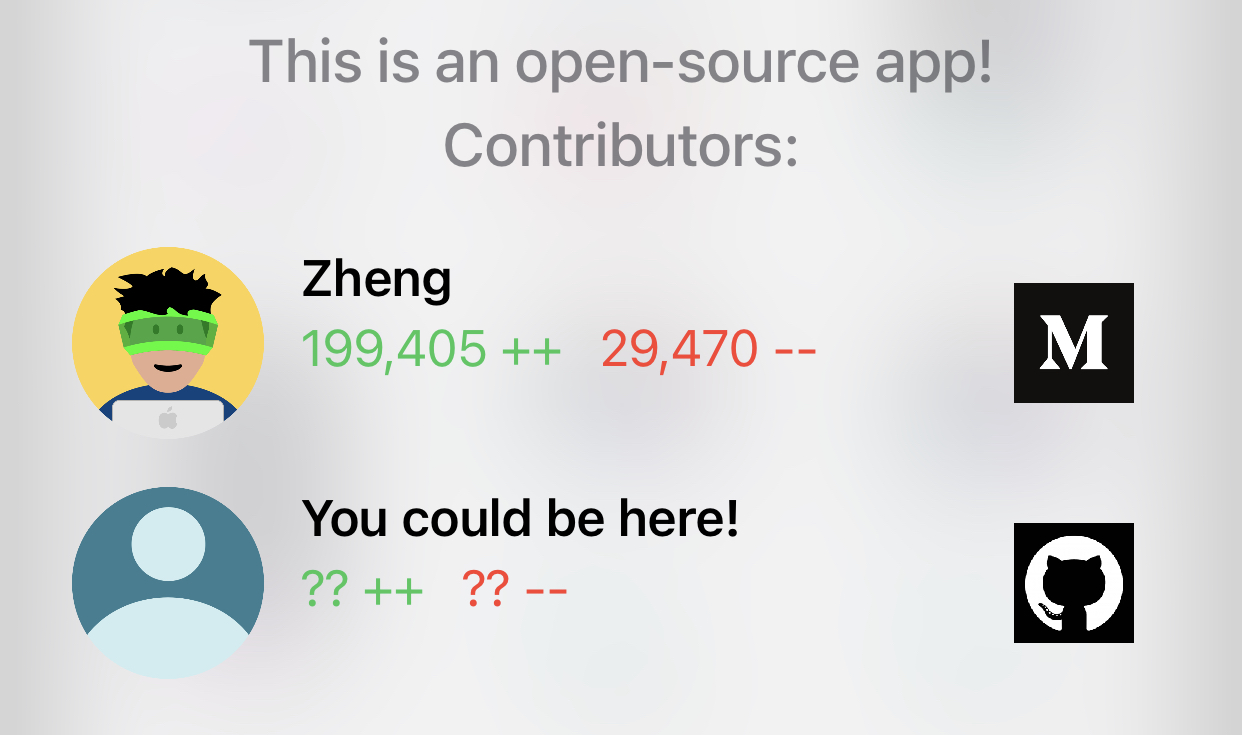 This is an open-source app!
Contributors:
Zheng
199,405 ++ 29,470 --
M
You could be here!
?? ++ ?? --